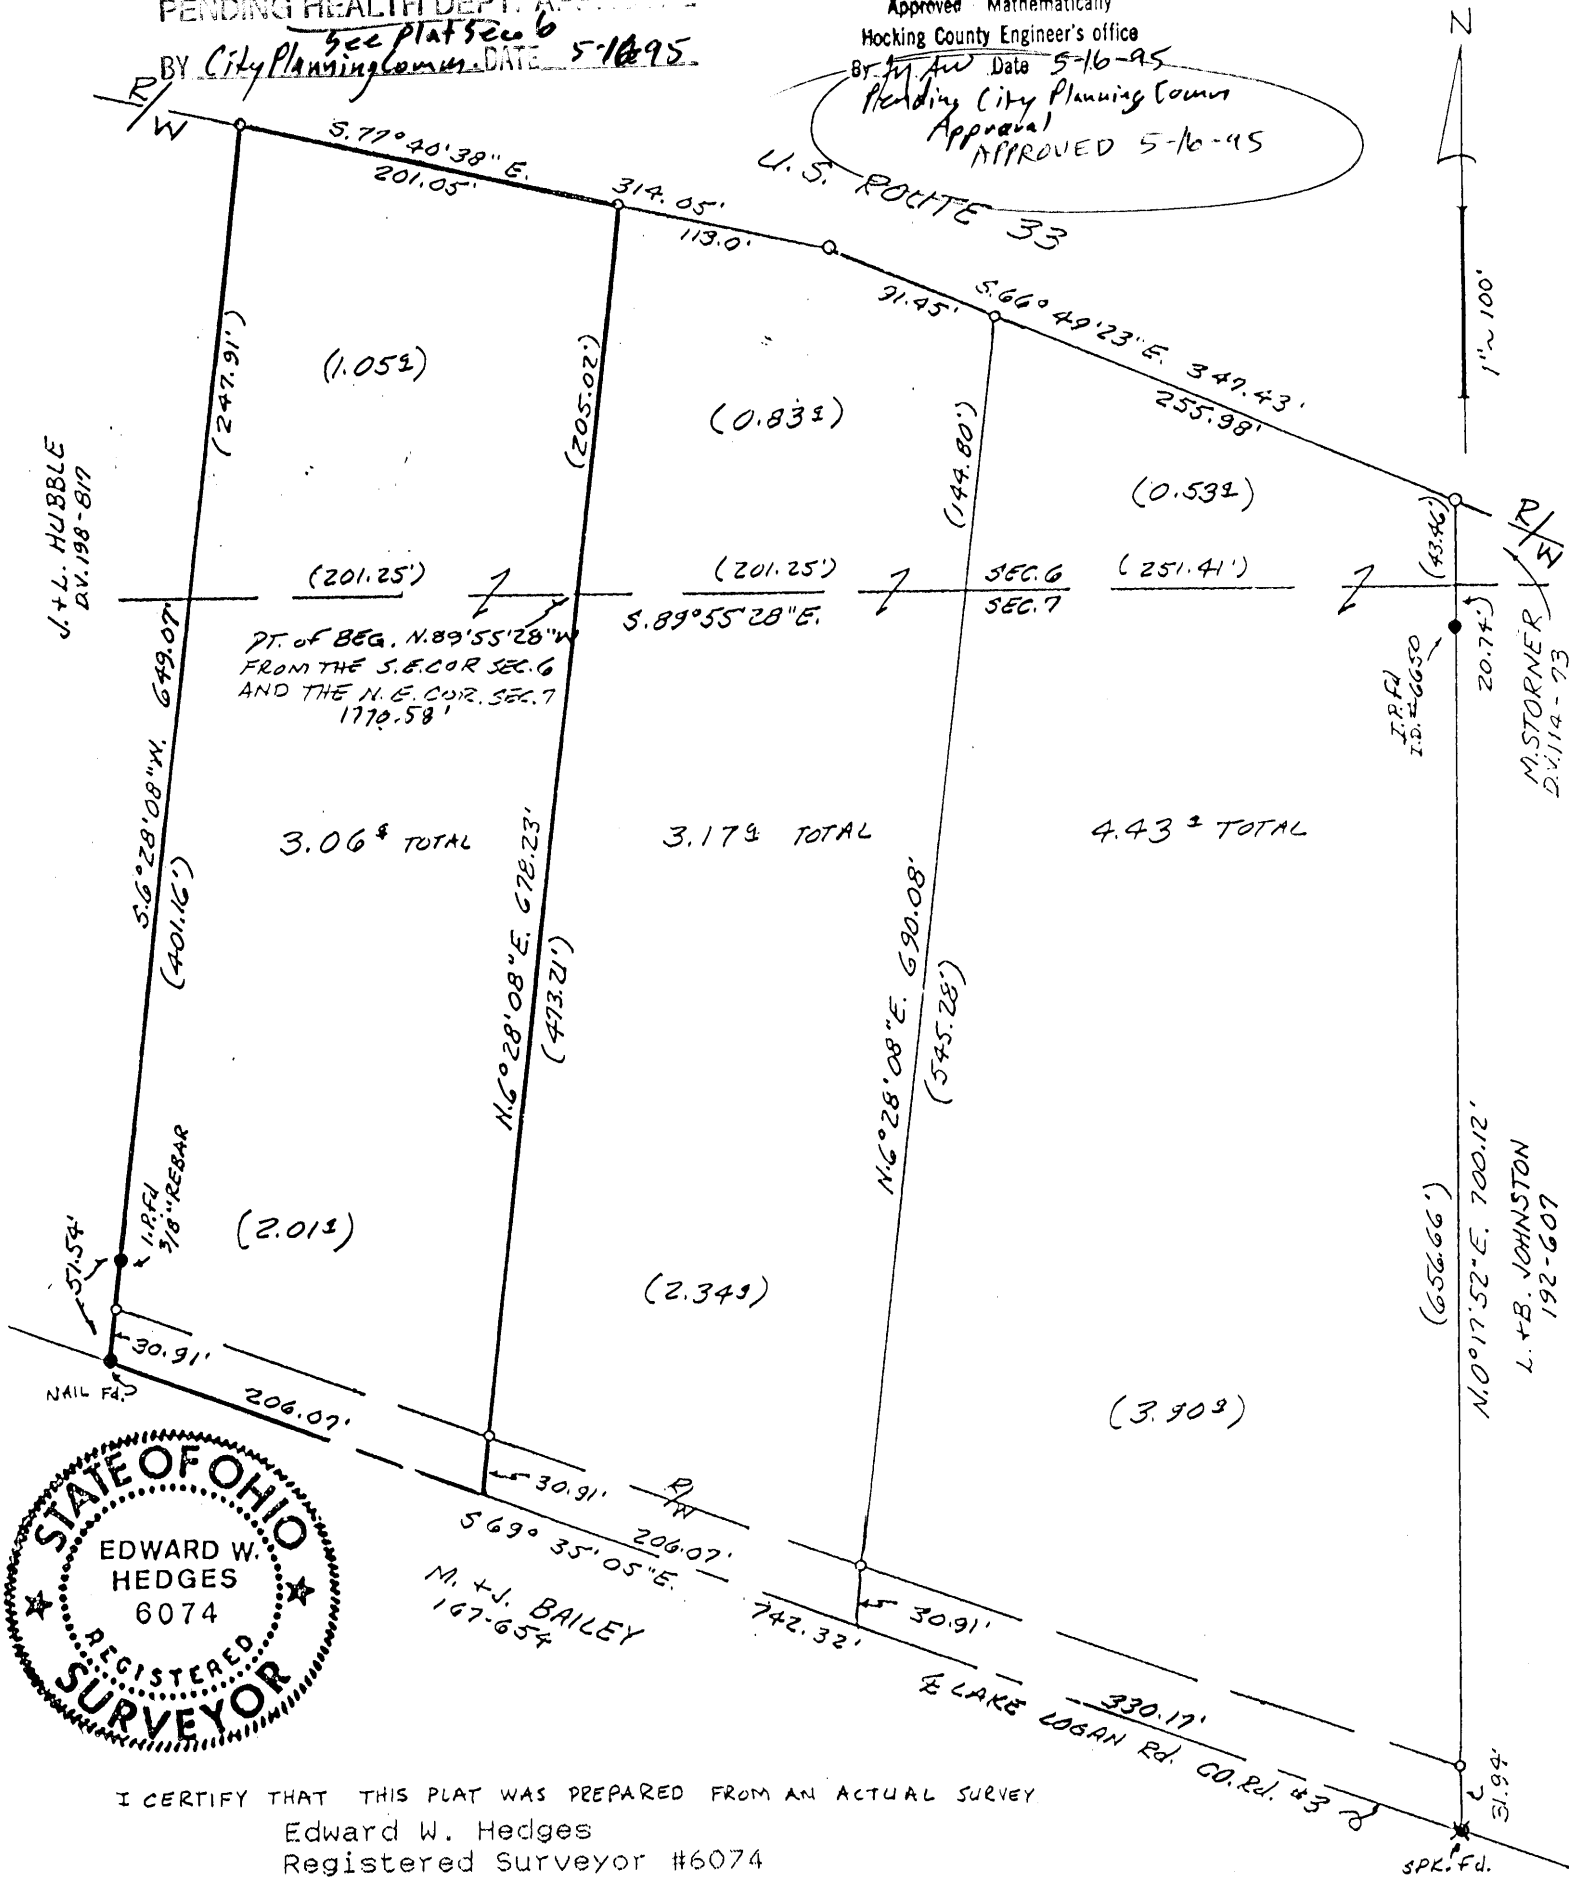 PENDING HEALTH DEPT.
See Plat Sec. 6
BY City Planning Comm. DATE 5-16-95
Approved Mathematically
Hocking County Engineer's office
By Date 5-16-95
Pending City Planning Comm
Approval
APPROVED 5-16-95
N
R/W
S.77°40'38"E.
201.05'
314.05'
113.0'
U.S. ROUTE 33
91.45'
S.66°49'23"E. 347.43'
255.98'
1"~100'
(247.91')
(1.05 a)
(205.02')
(0.83 a)
(144.80')
(0.53 a)
(43.46')
R/W
J. + L. HUBBLE
D.V. 198-817
(201.25')
(201.25')
SEC. 6
(251.41')
S.89°55'28"E.
SEC. 7
PT. OF BEG. N.89°55'28"W
FROM THE S.E. COR SEC. 6
AND THE N.E. COR. SEC. 7
1770.58'
20.74'
I.P. Fd
I.D. #6650
M. STORNER
D.V. 114-73
S.6°28'08"W. 649.07'
(401.16')
3.06 a TOTAL
N.6°28'08"E. 678.23'
(473.21')
3.17 a TOTAL
N.6°28'08"E. 690.08'
(545.28')
4.43 a TOTAL
N.0°17'52"E. 700.12'
(656.66')
L. + B. JOHNSTON
192-607
I.P. Fd
3/8" REBAR
51.54'
(2.01 a)
(2.34 a)
(3.90 a)
30.91'
NAIL Fd.
206.07'
30.91'
R/W
S 69° 35' 05"E.
206.07'
M. + J. BAILEY
167-654
742.32'
30.91'
LAKE LOGAN Rd. CO. Rd. #3
330.17'
31.94'
SPK. Fd.
STATE OF OHIO
EDWARD W.
HEDGES
6074
REGISTERED
SURVEYOR
I CERTIFY THAT THIS PLAT WAS PREPARED FROM AN ACTUAL SURVEY
Edward W. Hedges
Registered Surveyor #6074